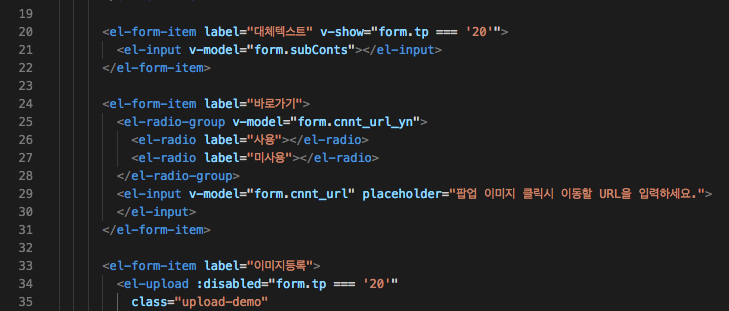 19
20 <el-form-item label="대체텍스트" v-show="form.tp === '20'">
21 <el-input v-model="form.subConts"></el-input>
22 </el-form-item>
23
24 <el-form-item label="바로가기">
25 <el-radio-group v-model="form.cnnt_url_yn">
26 <el-radio label="사용"></el-radio>
27 <el-radio label="미사용"></el-radio>
28 </el-radio-group>
29 <el-input v-model="form.cnnt_url" placeholder="팝업 이미지 클릭시 이동할 URL을 입력하세요.">
30 </el-input>
31 </el-form-item>
32
33 <el-form-item label="이미지등록">
34 <el-upload :disabled="form.tp === '20'"
35 class="upload-demo"